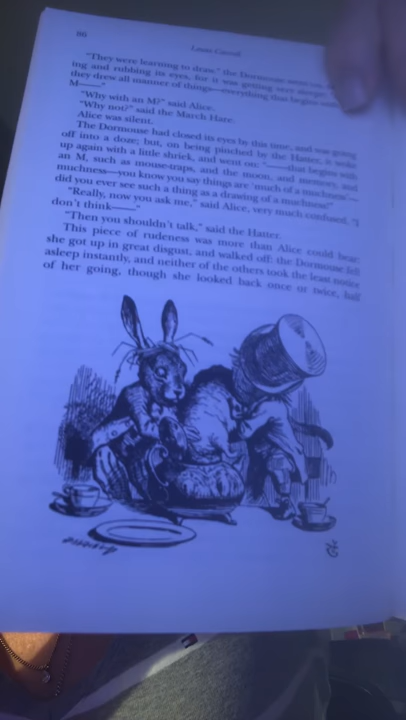 86
Lewis Carroll
"They were learning to draw," the Dormouse went on,
ing and rubbing its eyes, for it was getting very sleepy;
they drew all manner of things—everything that begins
M——"
"Why with an M?" said Alice.
"Why not?" said the March Hare.
Alice was silent.
The Dormouse had closed its eyes by this time, and was going
off into a doze; but, on being pinched by the Hatter, it woke
up again with a little shriek, and went on: "——that begins with
an M, such as mouse-traps, and the moon, and memory, and
muchness—you know you say things are 'much of a muchness'—
did you ever see such a thing as a drawing of a muchness!"
"Really, now you ask me," said Alice, very much confused, "I
don't think——"
"Then you shouldn't talk," said the Hatter.
This piece of rudeness was more than Alice could bear:
she got up in great disgust, and walked off: the Dormouse fell
asleep instantly, and neither of the others took the least notice
of her going, though she looked back once or twice, half